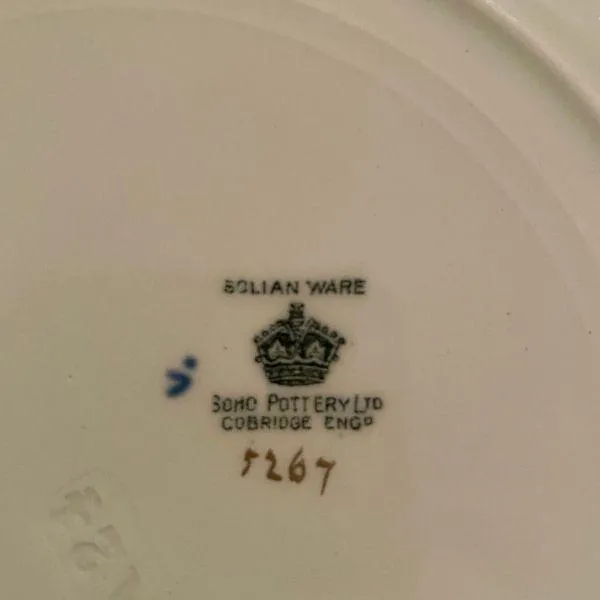 SOLIAN WARE
SOHO POTTERY LTD
COBRIDGE ENGD
5267